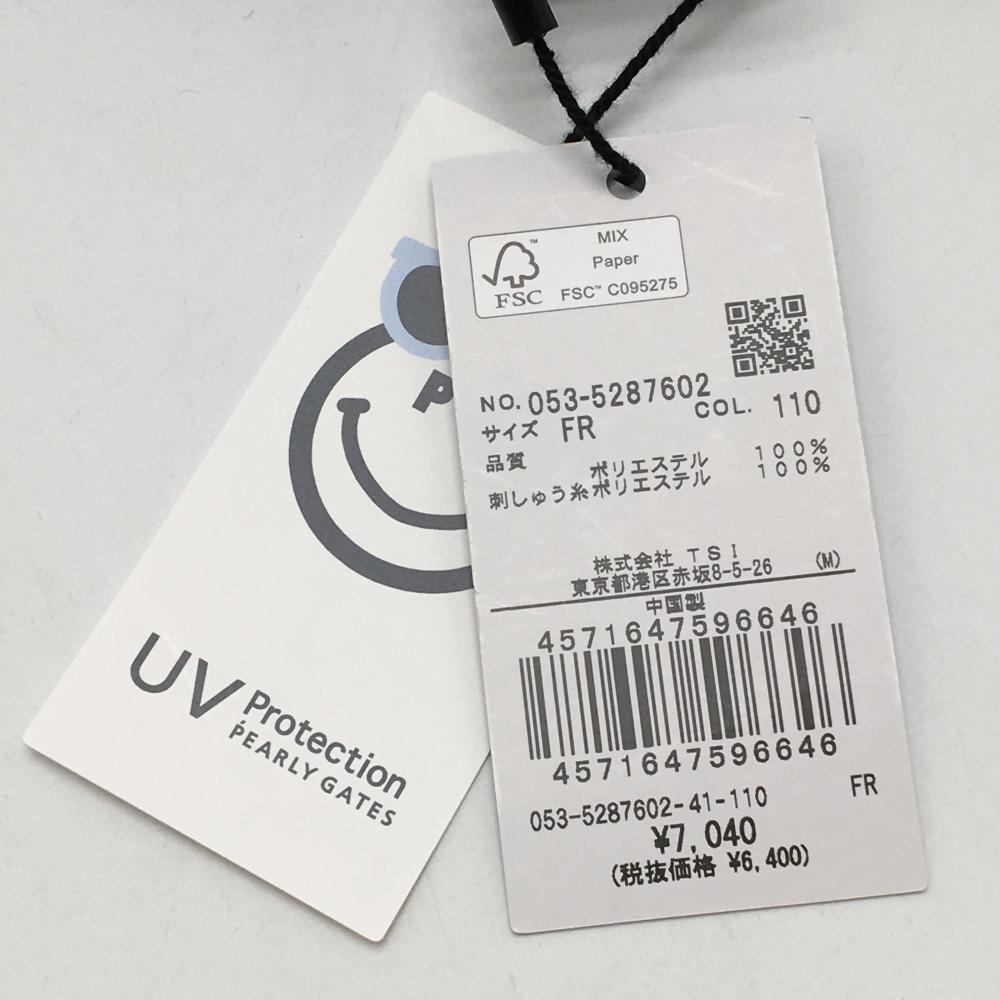 MIX
Paper
FSC™ C095275
FSC
NO. 053-5287602
COL. 110
サイズ FR
品質 ポリエステル 100%
刺しゅう糸ポリエステル 100%
株式会社 TSI
東京都港区赤坂8-5-26 (M)
中国製
4571647596646
4571647596646
053-5287602-41-110 FR
¥7,040
(税抜価格 ¥6,400)
P
UV Protection
PEARLY GATES